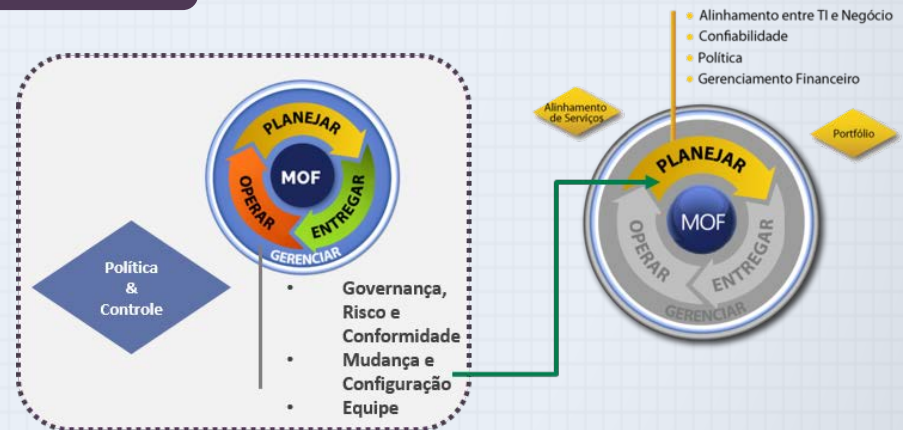 PLANEJAR
MOF
OPERAR
ENTREGAR
GERENCIAR
Política
&
Controle
• Governança,
Risco e
Conformidade
• Mudança e
Configuração
• Equipe
• Alinhamento entre TI e Negócio
• Confiabilidade
• Política
• Gerenciamento Financeiro
Alinhamento
de Serviços
Portfólio
PLANEJAR
MOF
OPERAR
ENTREGAR
GERENCIAR